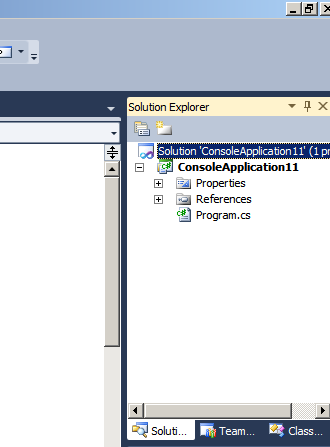 Solution Explorer
Solution 'ConsoleApplication11' (1 pr
ConsoleApplication11
Properties
References
Program.cs
Soluti... Team... Class...